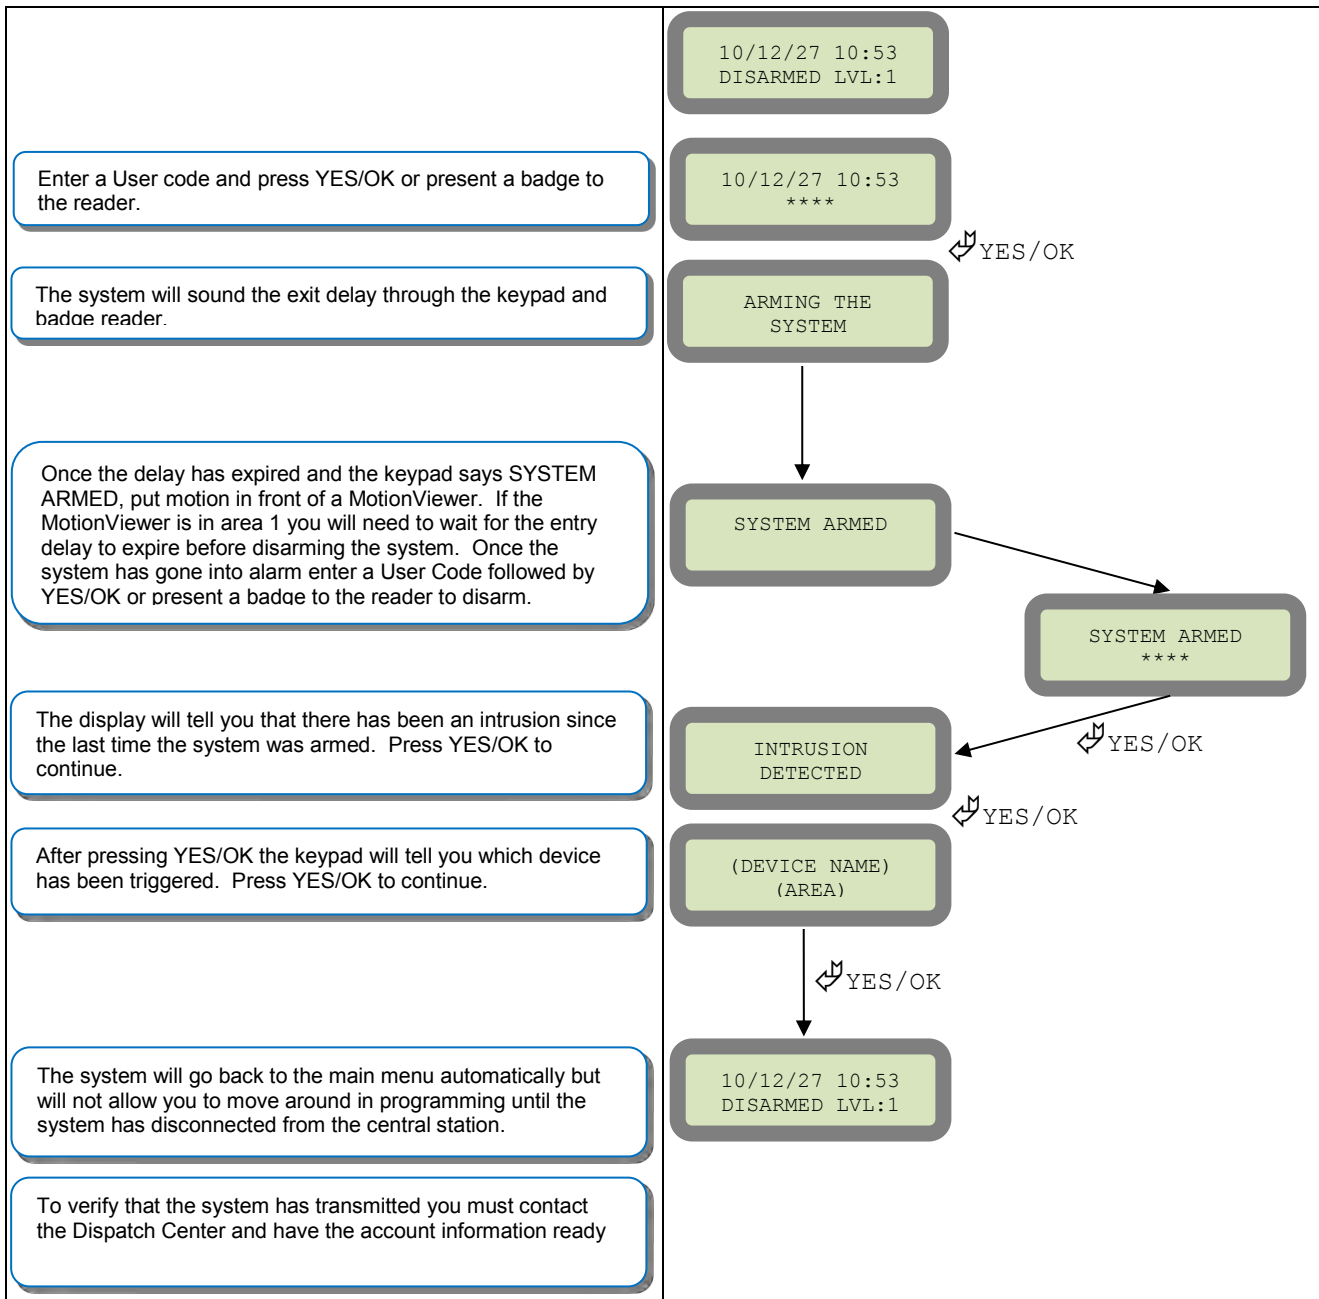 10/12/27 10:53
DISARMED LVL:1
Enter a User code and press YES/OK or present a badge to
the reader.
10/12/27 10:53
****
YES/OK
The system will sound the exit delay through the keypad and
badge reader.
ARMING THE
SYSTEM
Once the delay has expired and the keypad says SYSTEM
ARMED, put motion in front of a MotionViewer.  If the
MotionViewer is in area 1 you will need to wait for the entry
delay to expire before disarming the system.  Once the
system has gone into alarm enter a User Code followed by
YES/OK or present a badge to the reader to disarm.
SYSTEM ARMED
SYSTEM ARMED
****
YES/OK
The display will tell you that there has been an intrusion since
the last time the system was armed.  Press YES/OK to
continue.
INTRUSION
DETECTED
YES/OK
After pressing YES/OK the keypad will tell you which device
has been triggered.  Press YES/OK to continue.
(DEVICE NAME)
(AREA)
YES/OK
The system will go back to the main menu automatically but
will not allow you to move around in programming until the
system has disconnected from the central station.
10/12/27 10:53
DISARMED LVL:1
To verify that the system has transmitted you must contact
the Dispatch Center and have the account information ready